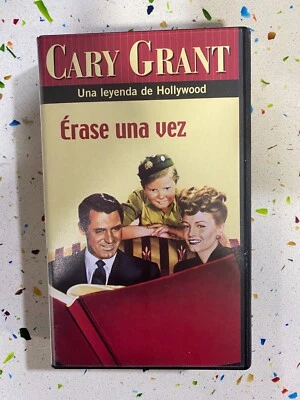 CARY GRANT
Una leyenda de Hollywood
Érase una vez